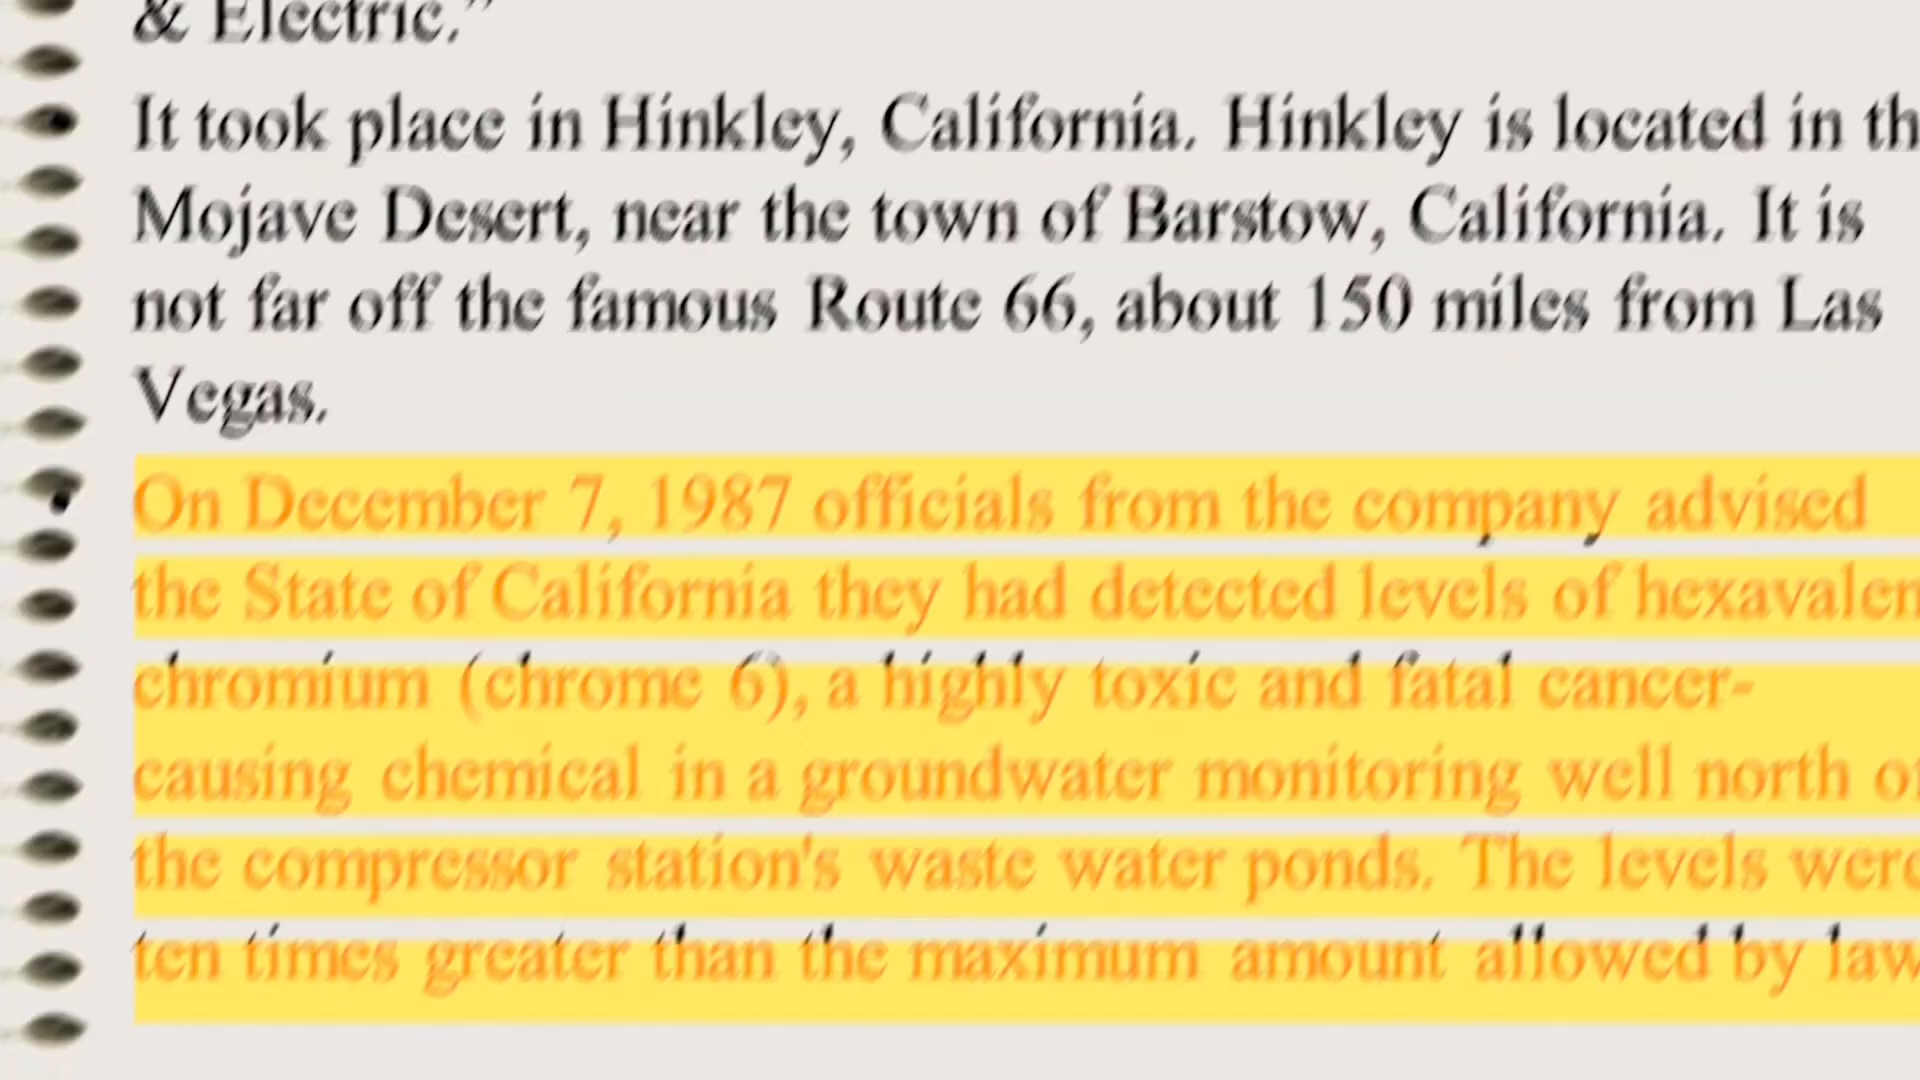 & Electric.”
It took place in Hinkley, California. Hinkley is located in th
Mojave Desert, near the town of Barstow, California. It is
not far off the famous Route 66, about 150 miles from Las
Vegas.
On December 7, 1987 officials from the company advised
the State of California they had detected levels of hexavalen
chromium (chrome 6), a highly toxic and fatal cancer-
causing chemical in a groundwater monitoring well north of
the compressor station's waste water ponds. The levels were
ten times greater than the maximum amount allowed by law